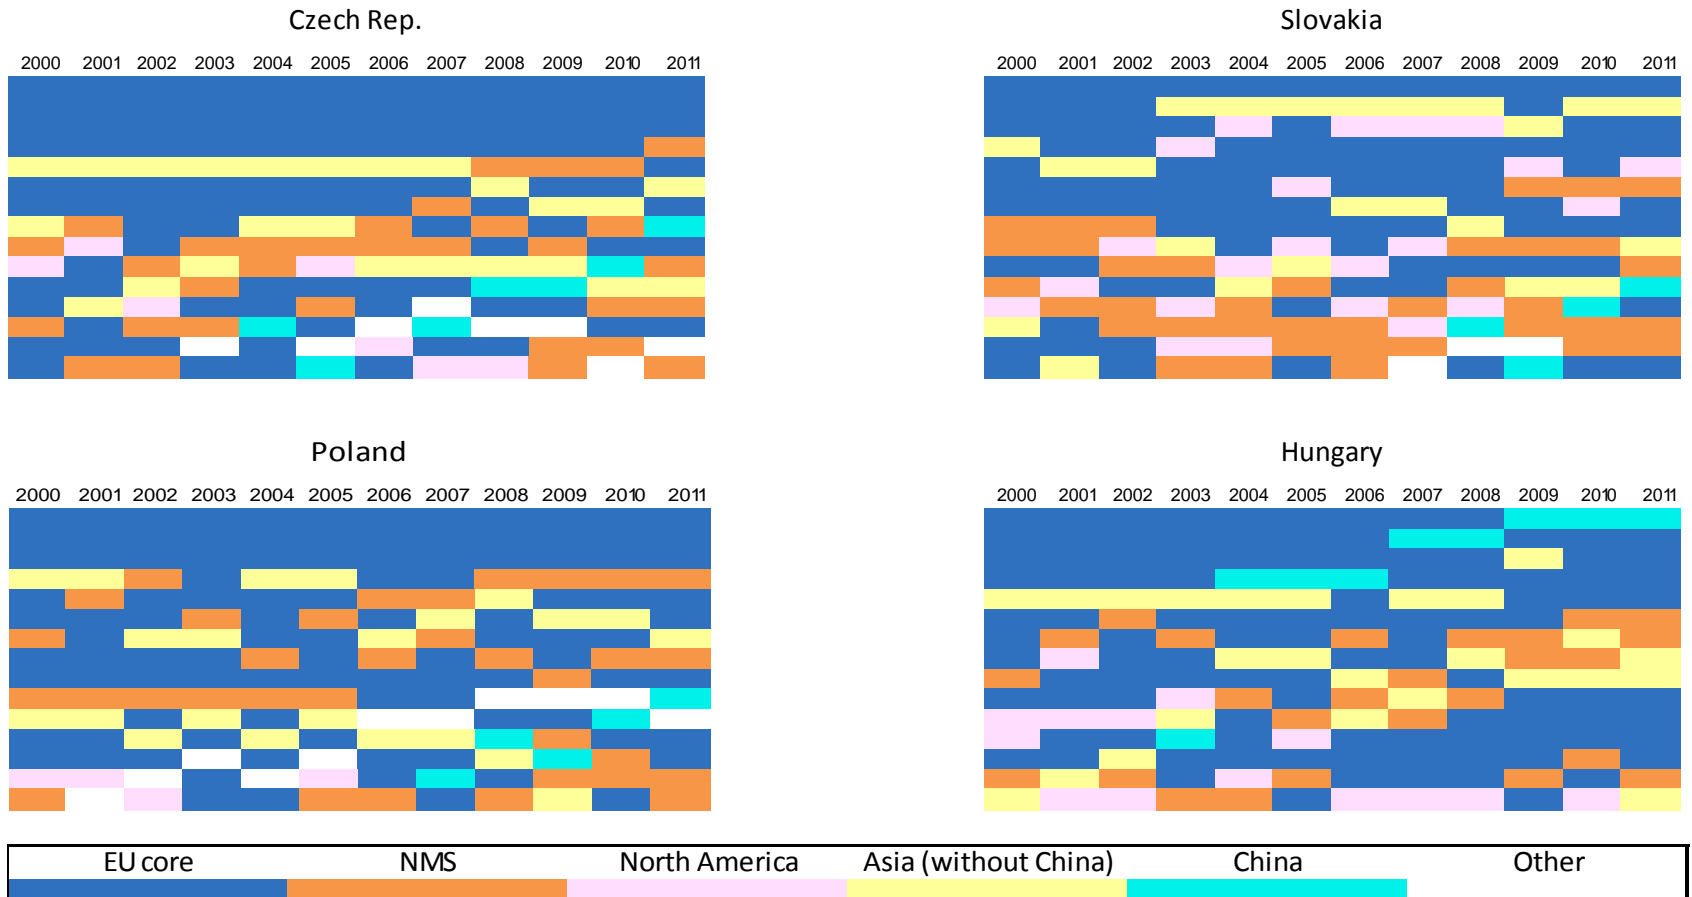 Czech Rep.
Slovakia
2000 2001 2002 2003 2004 2005 2006 2007 2008 2009 2010 2011
2000 2001 2002 2003 2004 2005 2006 2007 2008 2009 2010 2011
Poland
Hungary
2000 2001 2002 2003 2004 2005 2006 2007 2008 2009 2010 2011
2000 2001 2002 2003 2004 2005 2006 2007 2008 2009 2010 2011
EU core NMS North America Asia (without China) China Other